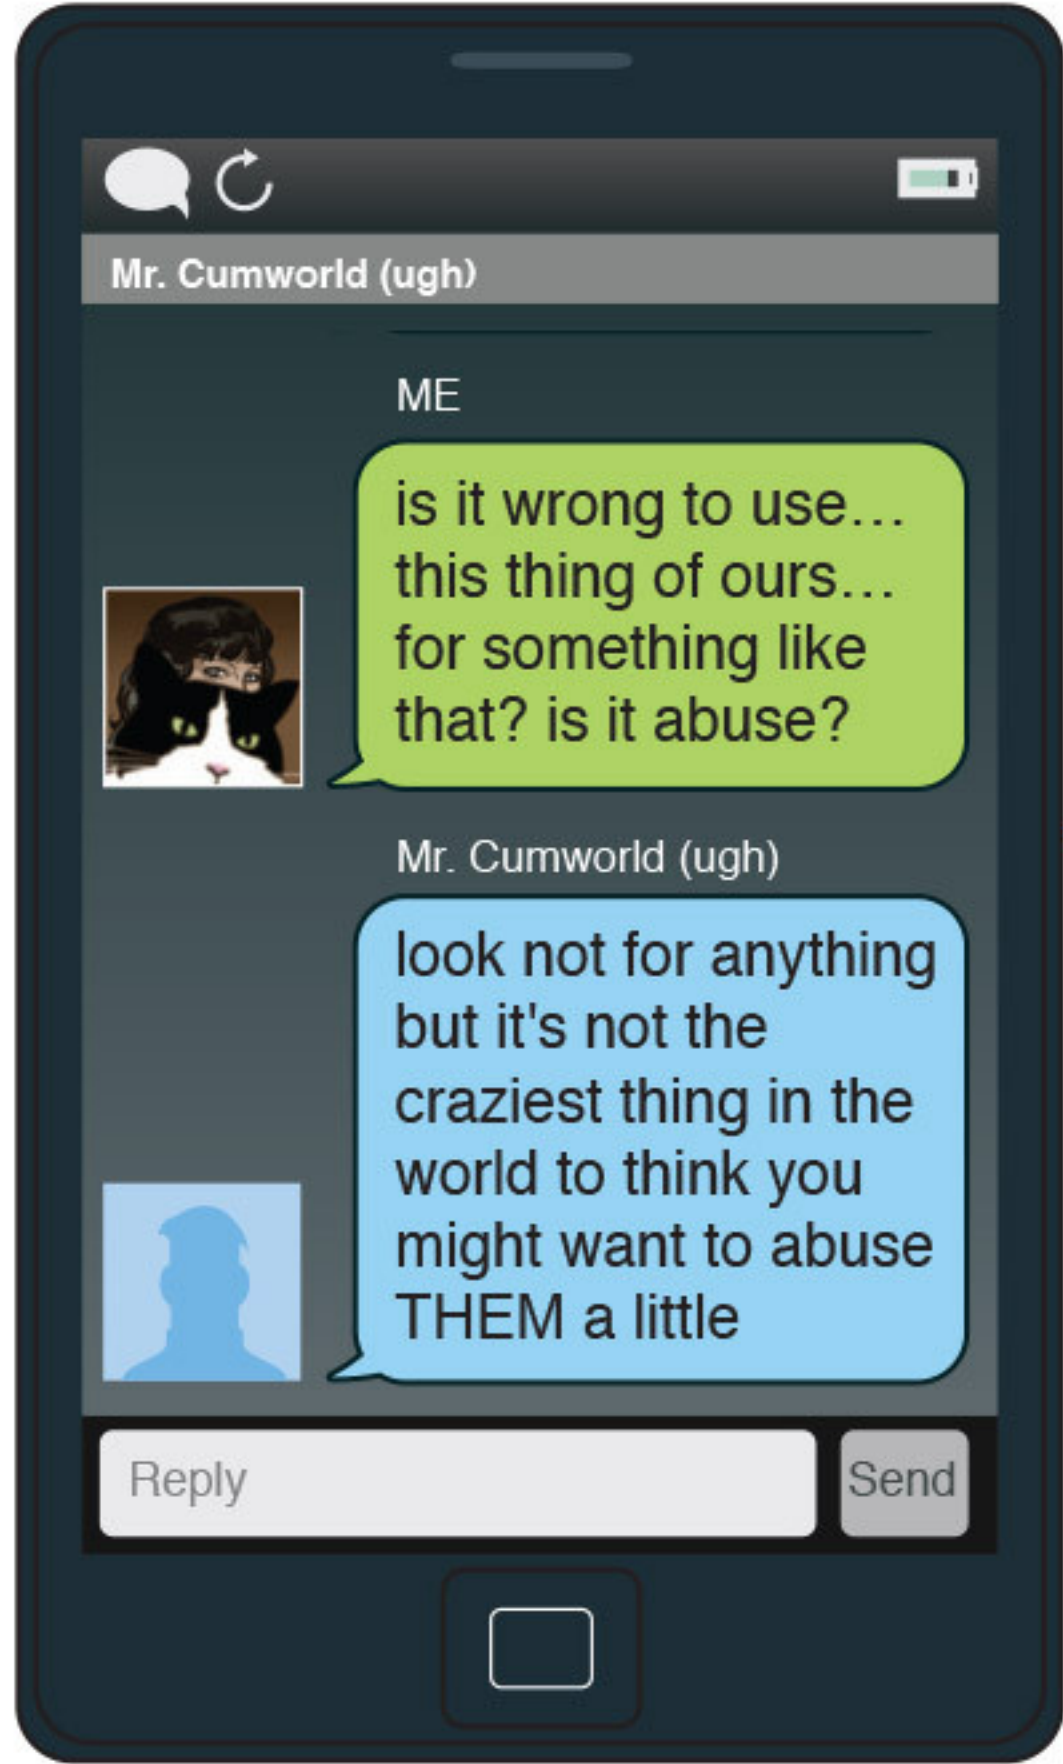 Mr. Cumworld (ugh)
ME
is it wrong to use…
this thing of ours…
for something like
that? is it abuse?
Mr. Cumworld (ugh)
look not for anything
but it's not the
craziest thing in the
world to think you
might want to abuse
THEM a little
Reply
Send